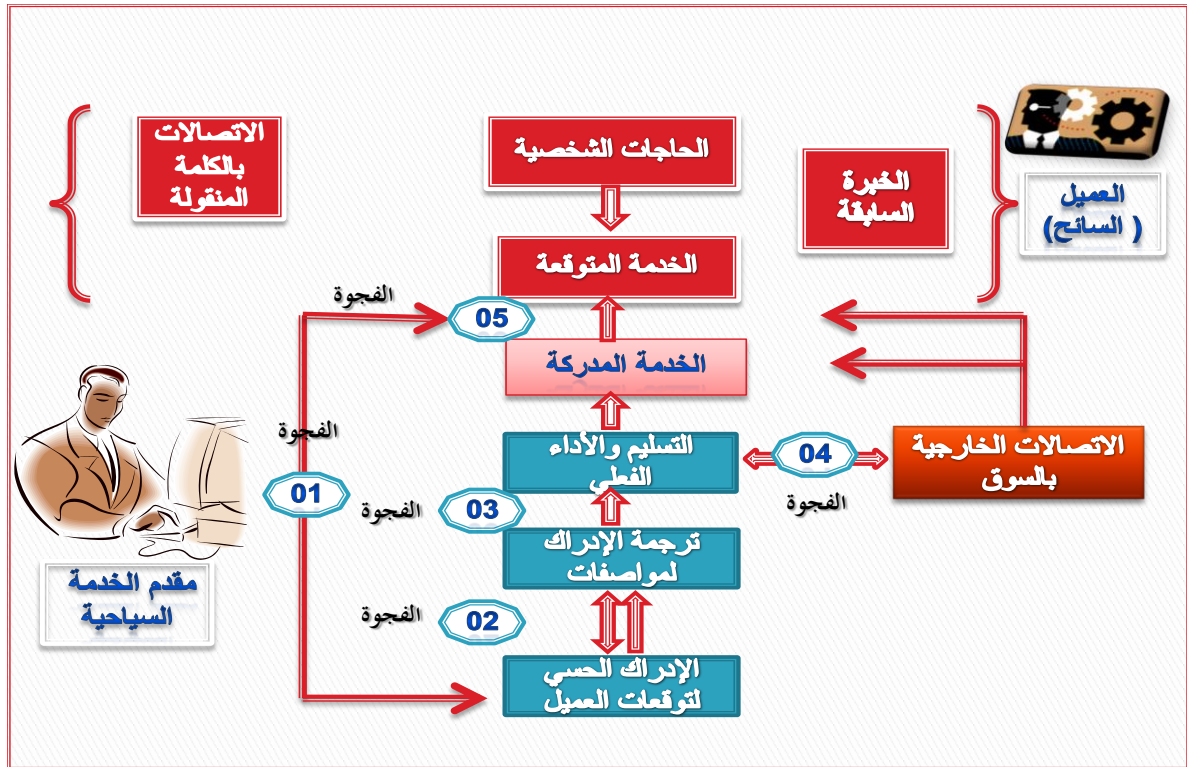 الاتصالات
بالكلمة
المنقولة
الحاجات الشخصية
الخبرة
السابقة
العميل
( السائح)
الخدمة المتوقعة
الفجوة
05
الخدمة المدركة
الفجوة
01
التسليم والأداء
الفعلي
04
الفجوة
الاتصالات الخارجية
بالسوق
الفجوة
03
ترجمة الإدراك
لمواصفات
مقدم الخدمة
السياحية
الفجوة
02
الإدراك الحسي
لتوقعات العميل